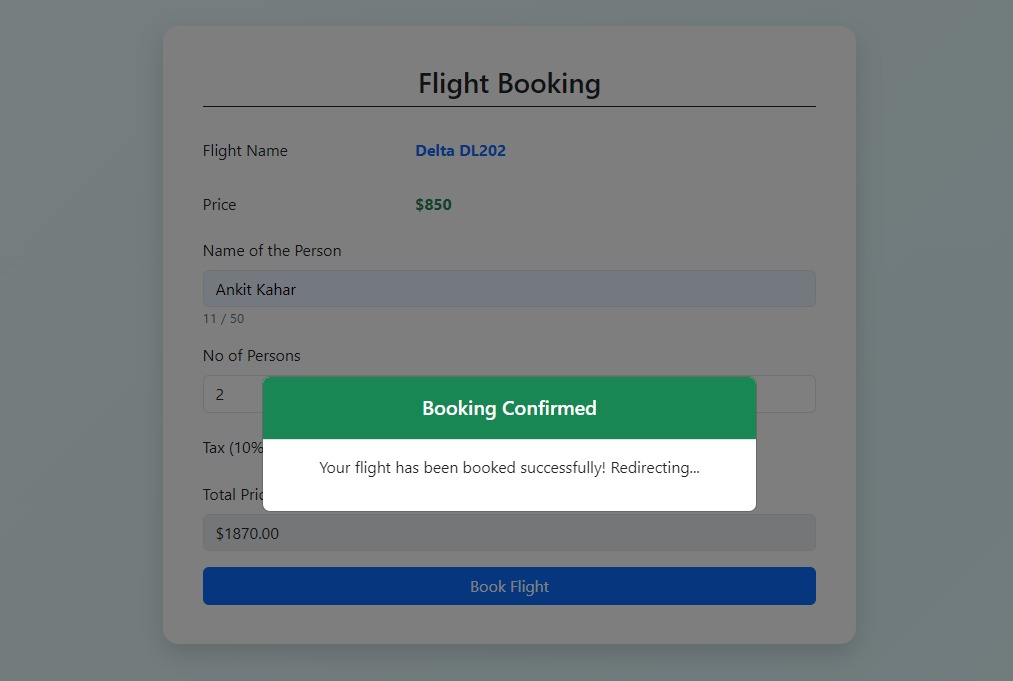 Flight Booking
Flight Name Delta DL202
Price $850
Name of the Person
Ankit Kahar
11 / 50
No of Persons
2
Booking Confirmed
Tax (10%
Your flight has been booked successfully! Redirecting...
Total
$1870.00
Book Flight